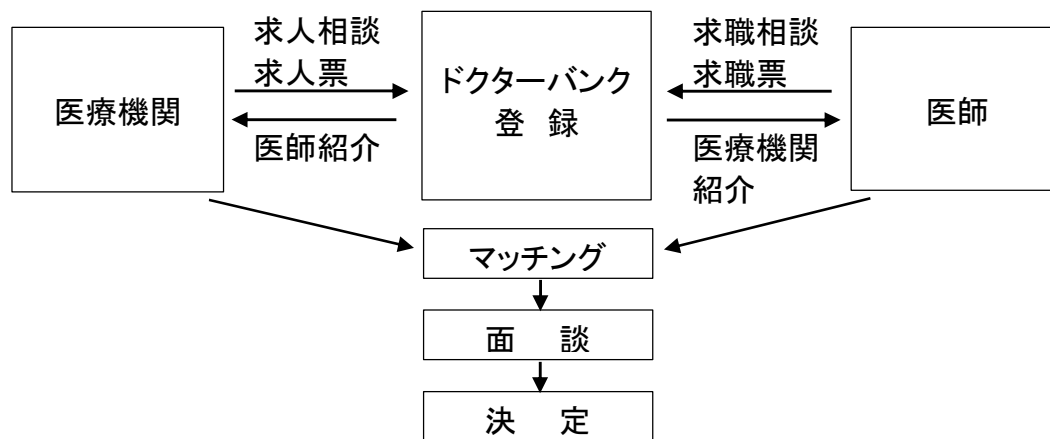 医療機関
求人相談
求人票
医師紹介
ドクターバンク
登 録
求職相談
求職票
医療機関
紹介
医師
マッチング
面 談
決 定